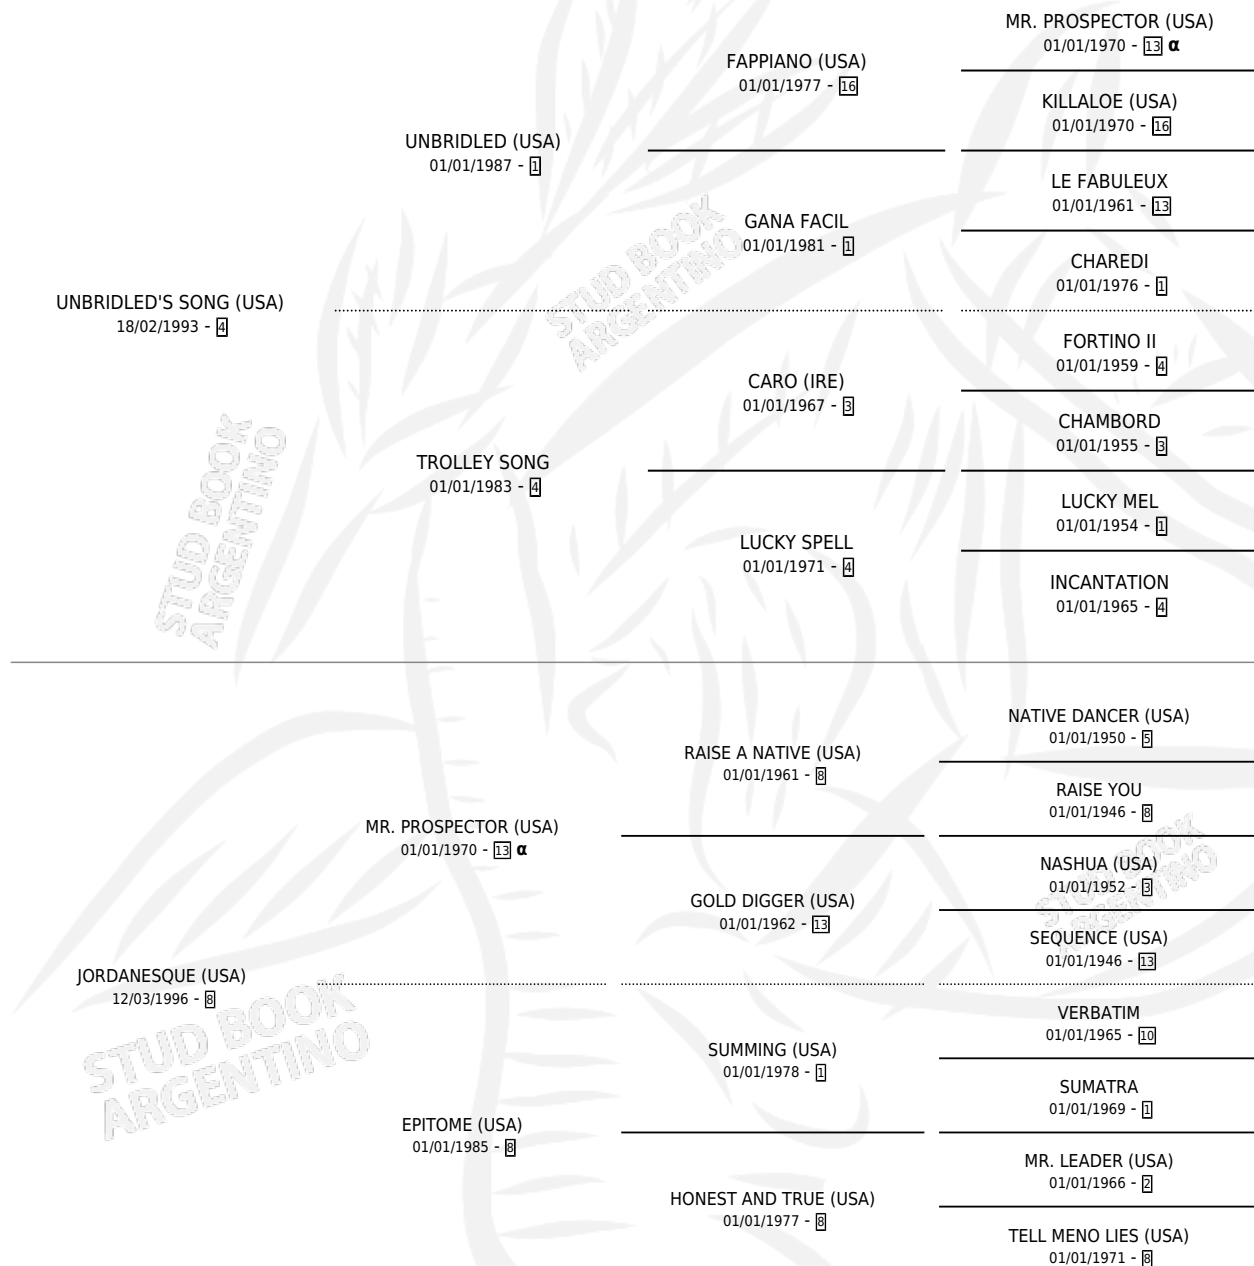 MR. PROSPECTOR (USA)
01/01/1970 - 13 α
FAPPIANO (USA)
01/01/1977 - 16
KILLALOE (USA)
01/01/1970 - 16
UNBRIDLED (USA)
01/01/1987 - 1
LE FABULEUX
01/01/1961 - 13
GANA FACIL
01/01/1981 - 1
CHAREDI
01/01/1976 - 1
UNBRIDLED'S SONG (USA)
18/02/1993 - 4
FORTINO II
01/01/1959 - 4
CARO (IRE)
01/01/1967 - 3
CHAMBORD
01/01/1955 - 3
TROLLEY SONG
01/01/1983 - 4
LUCKY MEL
01/01/1954 - 1
LUCKY SPELL
01/01/1971 - 4
INCANTATION
01/01/1965 - 4
NATIVE DANCER (USA)
01/01/1950 - 5
RAISE A NATIVE (USA)
01/01/1961 - 8
RAISE YOU
01/01/1946 - 8
MR. PROSPECTOR (USA)
01/01/1970 - 13 α
NASHUA (USA)
01/01/1952 - 3
GOLD DIGGER (USA)
01/01/1962 - 13
SEQUENCE (USA)
01/01/1946 - 13
JORDANESQUE (USA)
12/03/1996 - 8
VERBATIM
01/01/1965 - 10
SUMMING (USA)
01/01/1978 - 1
SUMATRA
01/01/1969 - 1
EPITOME (USA)
01/01/1985 - 8
MR. LEADER (USA)
01/01/1966 - 2
HONEST AND TRUE (USA)
01/01/1977 - 8
TELL MENO LIES (USA)
01/01/1971 - 8
STUD BOOK
ARGENTINO
STUD BOOK
ARGENTINO
STUD BOOK
ARGENTINO
STUD BOOK
ARGENTINO